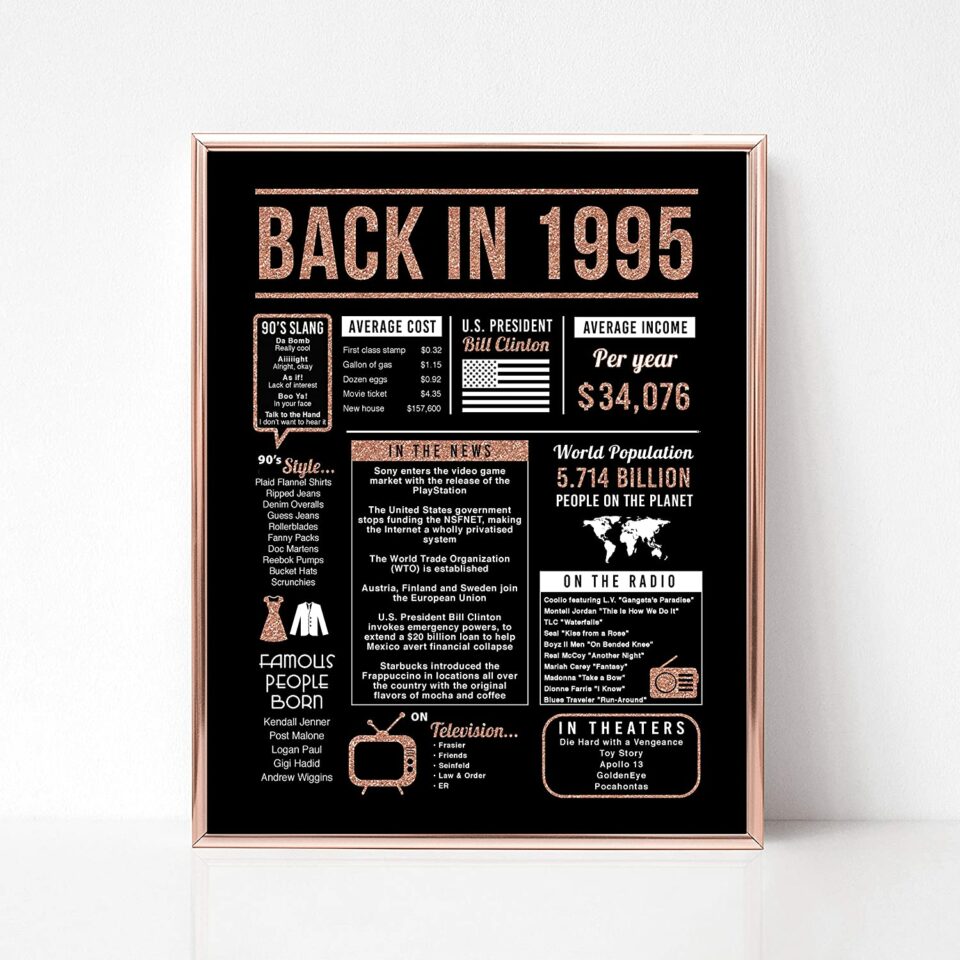 BACK IN 1995
90'S SLANG
Da Bomb
Really cool
Aiiiiight
Alright, okay
As if!
Lack of interest
Boo Ya!
In your face
Talk to the Hand
I don't want to hear it
AVERAGE COST
First class stamp $0.32
Gallon of gas $1.15
Dozen eggs $0.92
Movie ticket $4.35
New house $157,600
U.S. PRESIDENT
Bill Clinton
AVERAGE INCOME
Per year
$34,076
90's Style...
Plaid Flannel Shirts
Ripped Jeans
Denim Overalls
Guess Jeans
Rollerblades
Fanny Packs
Doc Martens
Reebok Pumps
Bucket Hats
Scrunchies
FAMOUS
PEOPLE
BORN
Kendall Jenner
Post Malone
Logan Paul
Gigi Hadid
Andrew Wiggins
IN THE NEWS
Sony enters the video game
market with the release of the
PlayStation
The United States government
stops funding the NSFNET, making
the Internet a wholly privatised
system
The World Trade Organization
(WTO) is established
Austria, Finland and Sweden join
the European Union
U.S. President Bill Clinton
invokes emergency powers, to
extend a $20 billion loan to help
Mexico avert financial collapse
Starbucks introduced the
Frappuccino in locations all over
the country with the original
flavors of mocha and coffee
ON
Television...
• Frasier
• Friends
• Seinfeld
• Law & Order
• ER
World Population
5.714 BILLION
PEOPLE ON THE PLANET
ON THE RADIO
Coolio featuring L.V. "Gangsta's Paradise"
Montell Jordan "This Is How We Do It"
TLC "Waterfalls"
Seal "Kiss from a Rose"
Boyz II Men "On Bended Knee"
Real McCoy "Another Night"
Mariah Carey "Fantasy"
Madonna "Take a Bow"
Dionne Farris "I Know"
Blues Traveler "Run-Around"
IN THEATERS
Die Hard with a Vengeance
Toy Story
Apollo 13
GoldenEye
Pocahontas